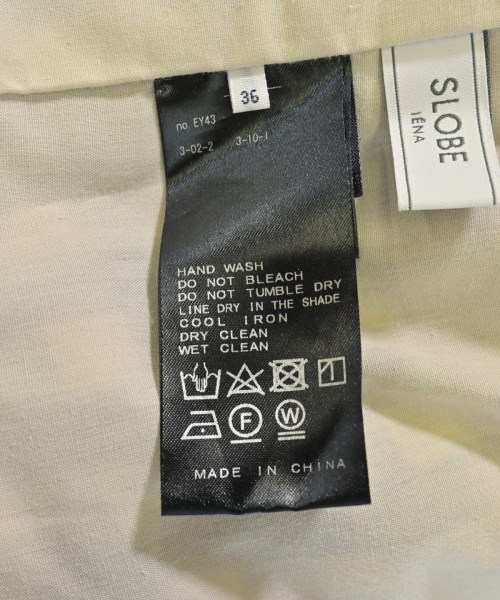 36
no. EY43
3-02-2 3-10-1
HAND WASH
DO NOT BLEACH
DO NOT TUMBLE DRY
LINE DRY IN THE SHADE
COOL IRON
DRY CLEAN
WET CLEAN
F W
MADE IN CHINA
SLOBE
IÉNA